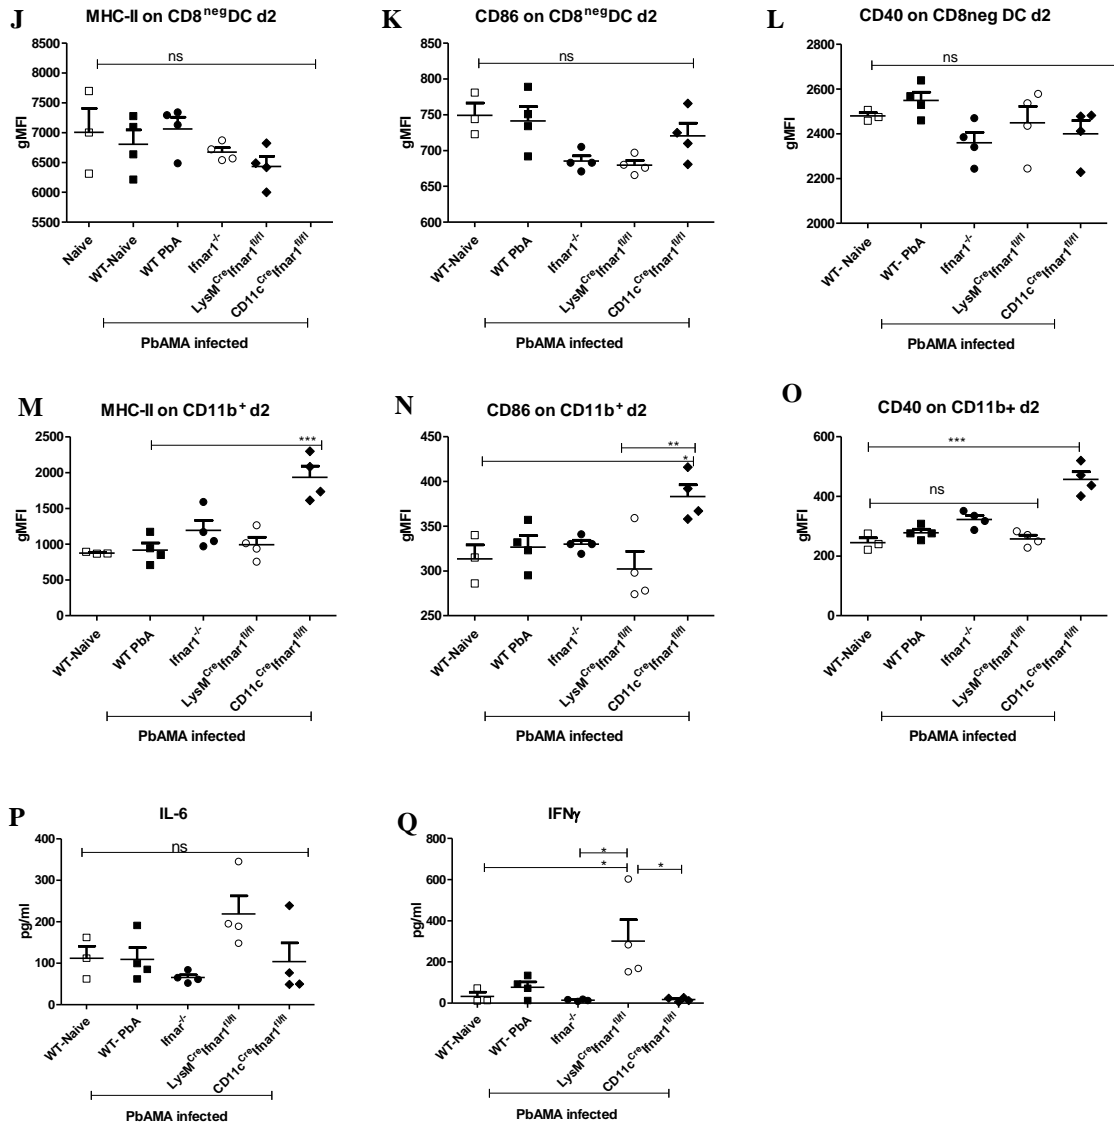 J
MHC-II on CD8negDC d2
gMFI
8500
8000
7500
7000
6500
6000
5500
ns
Naive
WT-Naive
WT PbA
Ifnar1-/-
LysMCreIfnar1fl/fl
CD11cCreIfnar1fl/fl
PbAMA infected
K
CD86 on CD8negDC d2
gMFI
850
800
750
700
650
600
ns
WT-Naive
WT PbA
Ifnar1-/-
LysMCreIfnar1fl/fl
CD11cCreIfnar1fl/fl
PbAMA infected
L
CD40 on CD8neg DC d2
gMFI
2800
2600
2400
2200
2000
ns
WT- Naive
WT- PbA
Ifnar1-/-
LysMCreIfnar1fl/fl
CD11cCreIfnar1fl/fl
PbAMA infected
M
MHC-II on CD11b+ d2
gMFI
2500
2000
1500
1000
500
0
***
WT-Naive
WT PbA
Ifnar1-/-
LysMCreIfnar1fl/fl
CD11cCreIfnar1fl/fl
PbAMA infected
N
CD86 on CD11b+ d2
gMFI
450
400
350
300
250
**
*
WT-Naive
WT PbA
Ifnar1-/-
LysMCreIfnar1fl/fl
CD11cCreIfnar1fl/fl
PbAMA infected
O
CD40 on CD11b+ d2
gMFI
600
400
200
0
***
ns
WT-Naive
WT PbA
Ifnar1-/-
LysMCreIfnar1fl/fl
CD11cCreIfnar1fl/fl
PbAMA infected
P
IL-6
pg/ml
400
300
200
100
0
ns
WT-Naive
WT- PbA
Ifnar-/-
LysMCreIfnar1fl/fl
CD11cCreIfnar1fl/fl
PbAMA infected
Q
IFNγ
pg/ml
800
600
400
200
0
*
*
*
WT-Naive
WT- PbA
Ifnar-/-
LysMCreIfnar1fl/fl
CD11cCreIfnar1fl/fl
PbAMA infected